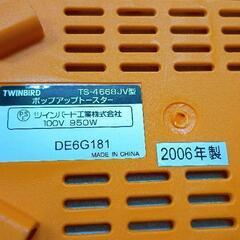 TWINBIRD TS-4668JV型
ポップアップトースター
ツインバード工業株式会社
100V. 950W
DE6G181
MADE IN CHINA
2006年製